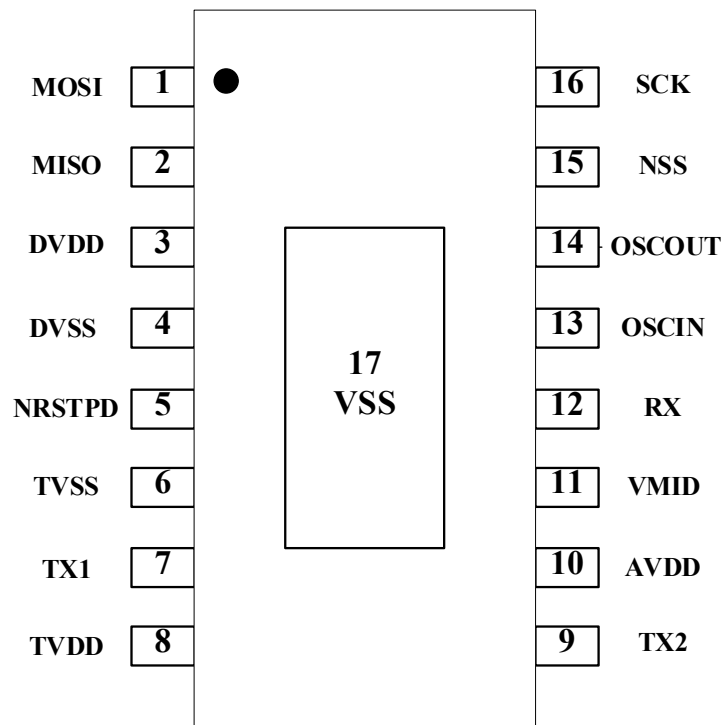 MOSI 1 16 SCK
MISO 2 15 NSS
DVDD 3 14 OSCOUT
DVSS 4 13 OSCIN
17
VSS
NRSTPD 5 12 RX
TVSS 6 11 VMID
TX1 7 10 AVDD
TVDD 8 9 TX2